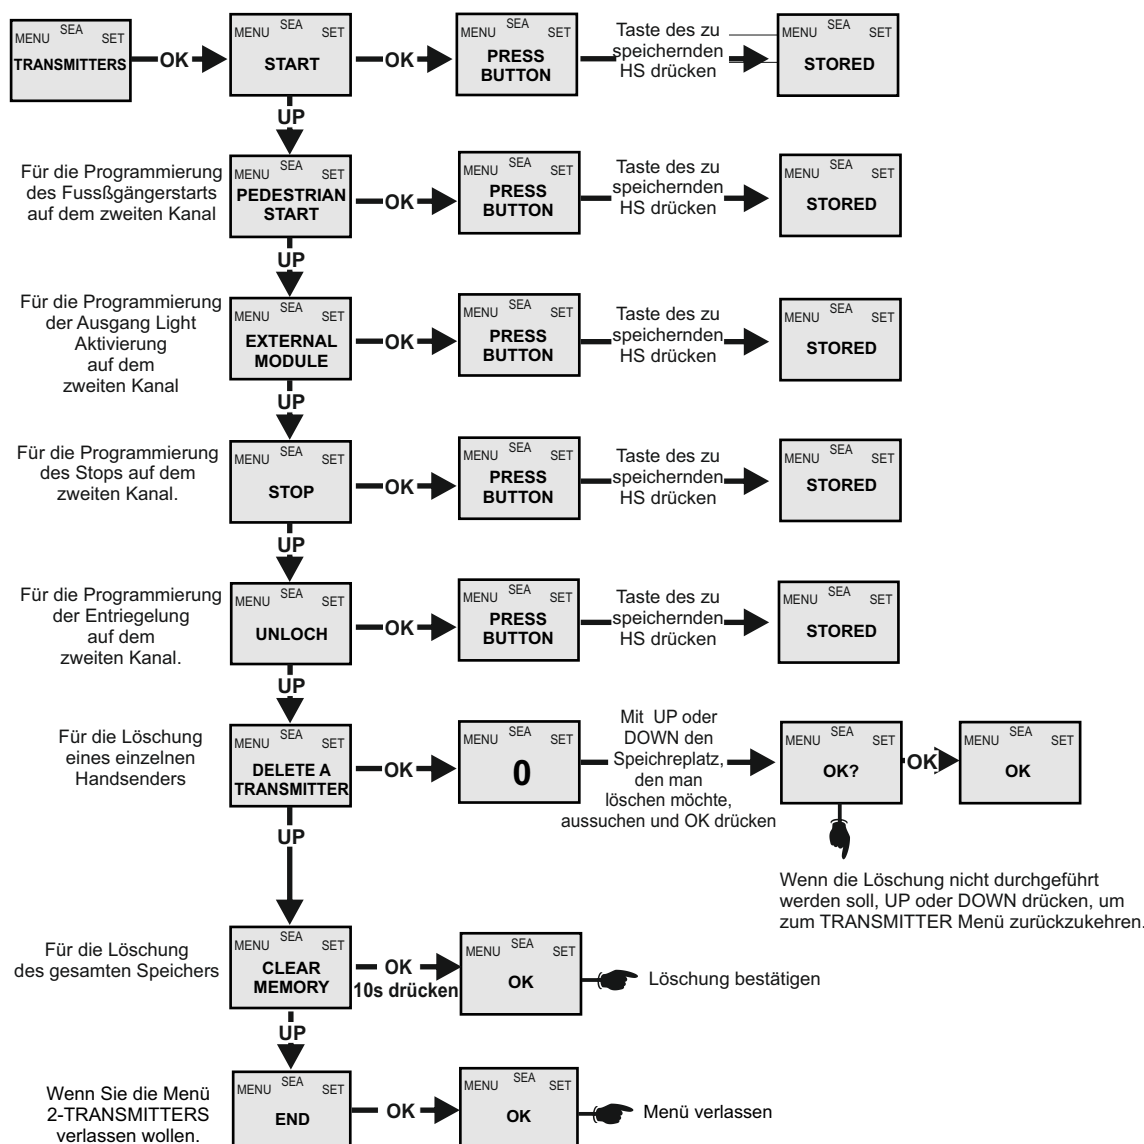 MENU SEA SET
TRANSMITTERS
OK
MENU SEA SET
START
OK
MENU SEA SET
PRESS
BUTTON
Taste des zu
speichernden
HS drücken
MENU SEA SET
STORED
UP
Für die Programmierung
des Fussßgängerstarts
auf dem zweiten Kanal
MENU SEA SET
PEDESTRIAN
START
OK
MENU SEA SET
PRESS
BUTTON
Taste des zu
speichernden
HS drücken
MENU SEA SET
STORED
UP
Für die Programmierung
der Ausgang Light
Aktivierung
auf dem
zweiten Kanal
MENU SEA SET
EXTERNAL
MODULE
OK
MENU SEA SET
PRESS
BUTTON
Taste des zu
speichernden
HS drücken
MENU SEA SET
STORED
UP
Für die Programmierung
des Stops auf dem
zweiten Kanal.
MENU SEA SET
STOP
OK
MENU SEA SET
PRESS
BUTTON
Taste des zu
speichernden
HS drücken
MENU SEA SET
STORED
UP
Für die Programmierung
der Entriegelung
auf dem
zweiten Kanal.
MENU SEA SET
UNLOCH
OK
MENU SEA SET
PRESS
BUTTON
Taste des zu
speichernden
HS drücken
MENU SEA SET
STORED
UP
Für die Löschung
eines einzelnen
Handsenders
MENU SEA SET
DELETE A
TRANSMITTER
OK
MENU SEA SET
0
Mit UP oder
DOWN den
Speichreplatz,
den man
löschen möchte,
aussuchen und OK drücken
MENU SEA SET
OK?
OK
MENU SEA SET
OK
Wenn die Löschung nicht durchgeführt
werden soll, UP oder DOWN drücken, um
zum TRANSMITTER Menü zurückzukehren.
UP
Für die Löschung
des gesamten Speichers
MENU SEA SET
CLEAR
MEMORY
OK
10s drücken
MENU SEA SET
OK
Löschung bestätigen
UP
Wenn Sie die Menü
2-TRANSMITTERS
verlassen wollen.
MENU SEA SET
END
OK
MENU SEA SET
OK
Menü verlassen